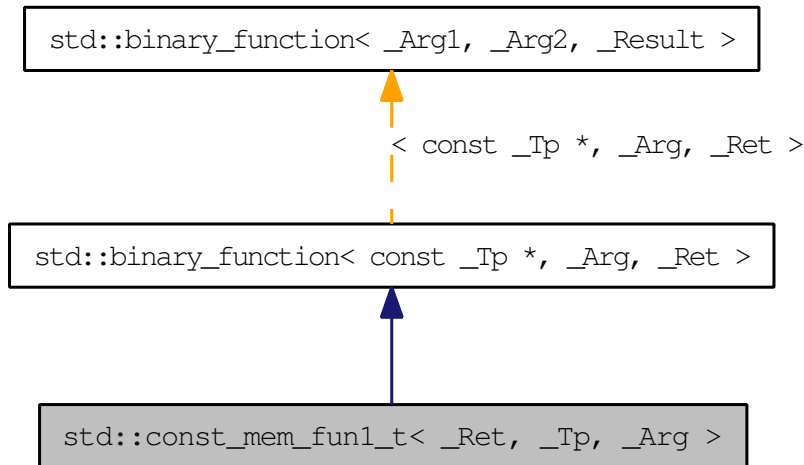 std::binary_function< _Arg1, _Arg2, _Result >
< const _Tp *, _Arg, _Ret >
std::binary_function< const _Tp *, _Arg, _Ret >
std::const_mem_fun1_t< _Ret, _Tp, _Arg >